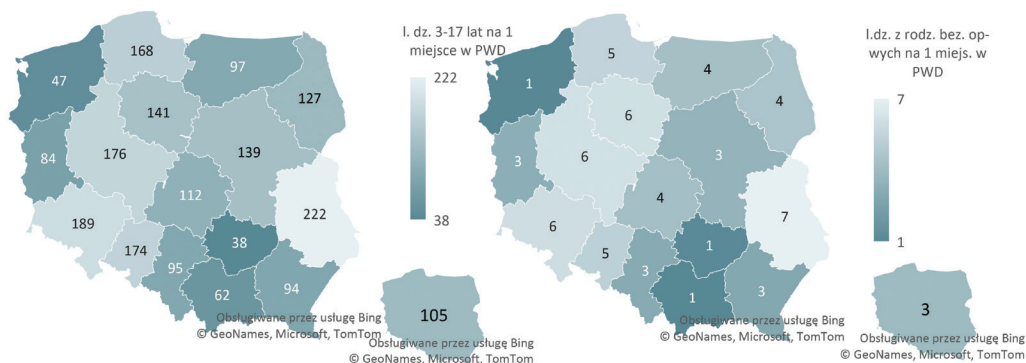 l. dz. 3-17 lat na 1
miejsce w PWD
222
38
168
47
97
127
141
84
176
139
112
189
222
174
38
95
62
94
105
Obsługiwane przez usługę Bing
© GeoNames, Microsoft, TomTom
Obsługiwane przez usługę Bing
© GeoNames, Microsoft, TomTom
l.dz. z rodz. bez. op-
wych na 1 miejs. w
PWD
7
1
5
1
4
4
6
3
6
3
4
6
7
5
1
3
1
3
3
Obsługiwane przez usługę Bing
© GeoNames, Microsoft, TomTom
Obsługiwane przez usługę Bing
© GeoNames, Microsoft, TomTom